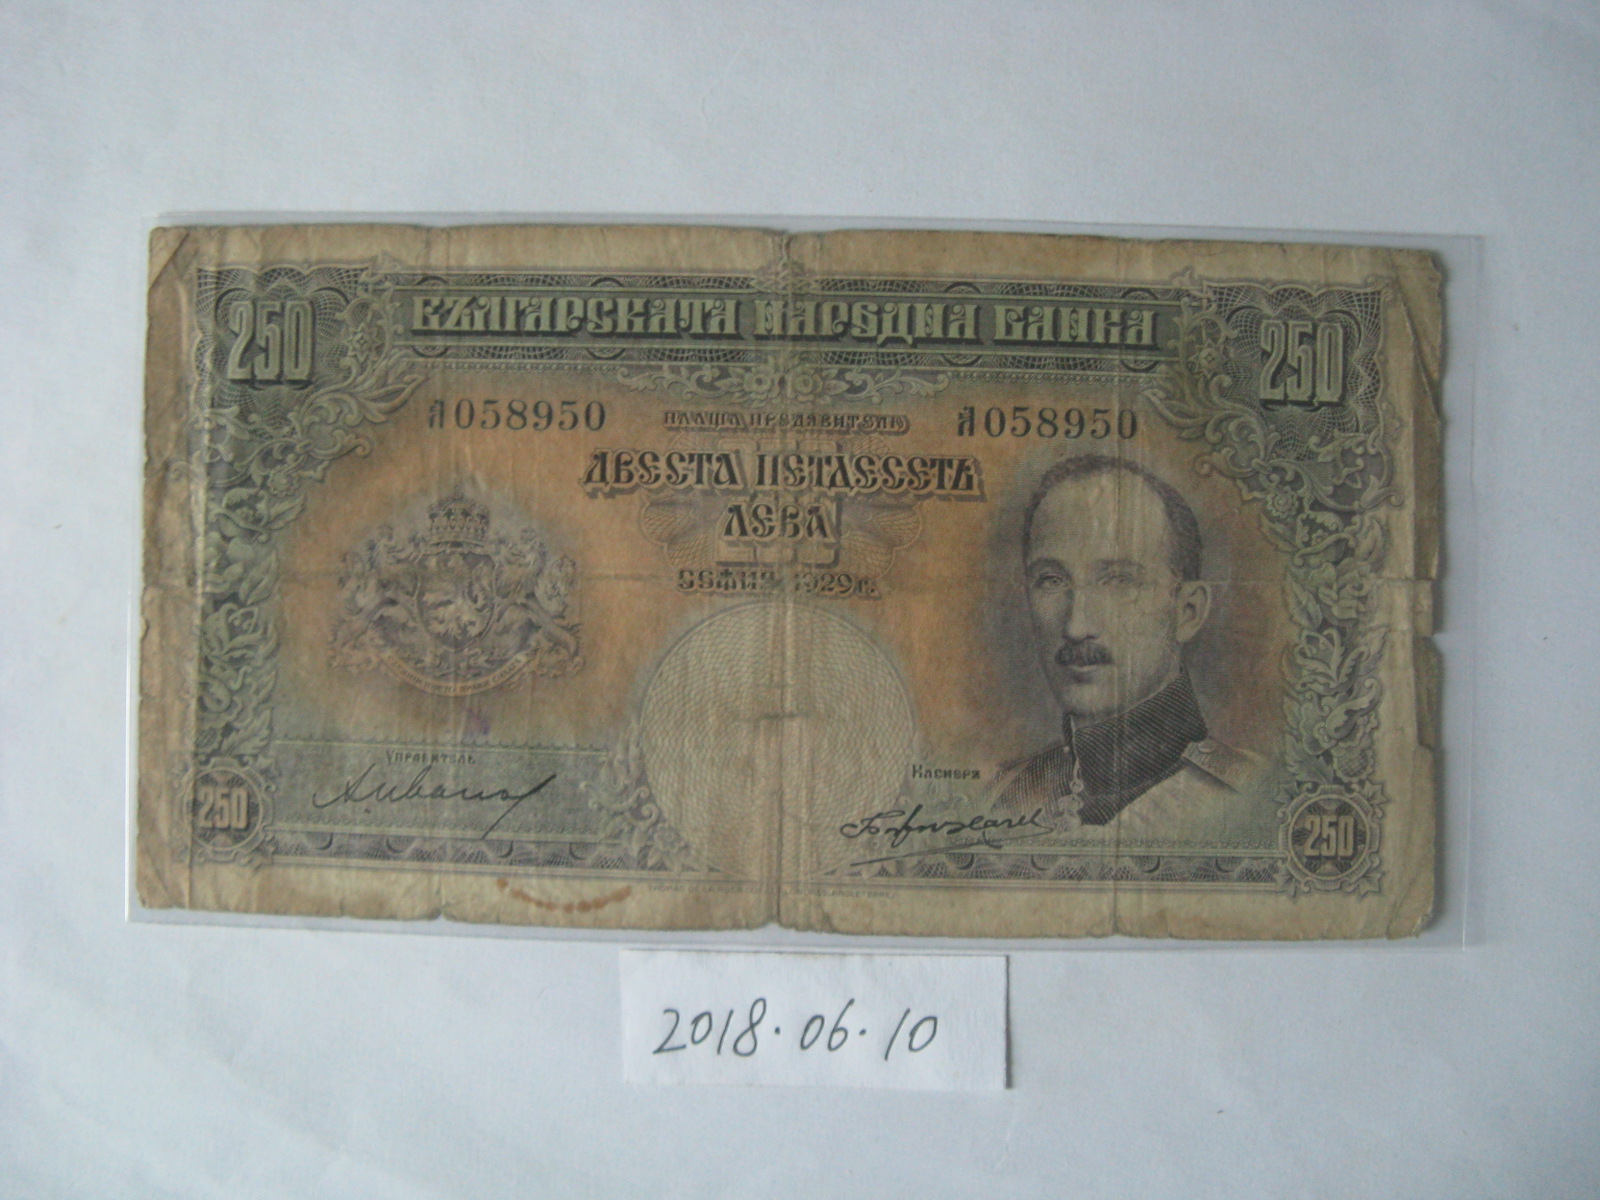 БЪЛГАРСКАТА НАРОДНА БАНКА
250 250
058950 058950
ПЛАЩА ПРЕДЯВИТЕЛЮ
ДВЕСТА ПЕТДЕСЕТЬ
ЛЕВА
СОФИЯ 1929 г.
УПРАВИТЕЛЬ
КАСИЕРЪ
250 250
2018.06.10